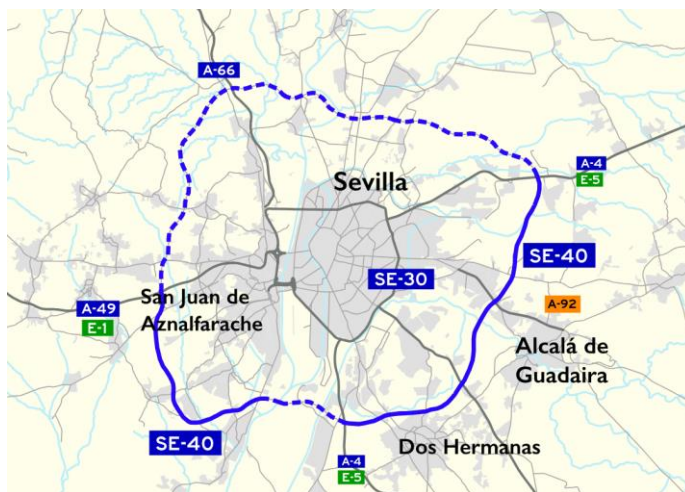 A-66
A-4
E-5
Sevilla
SE-40
SE-30
San Juan de
Aznalfarache
A-49
E-1
A-92
Alcalá de
Guadaira
SE-40
Dos Hermanas
A-4
E-5